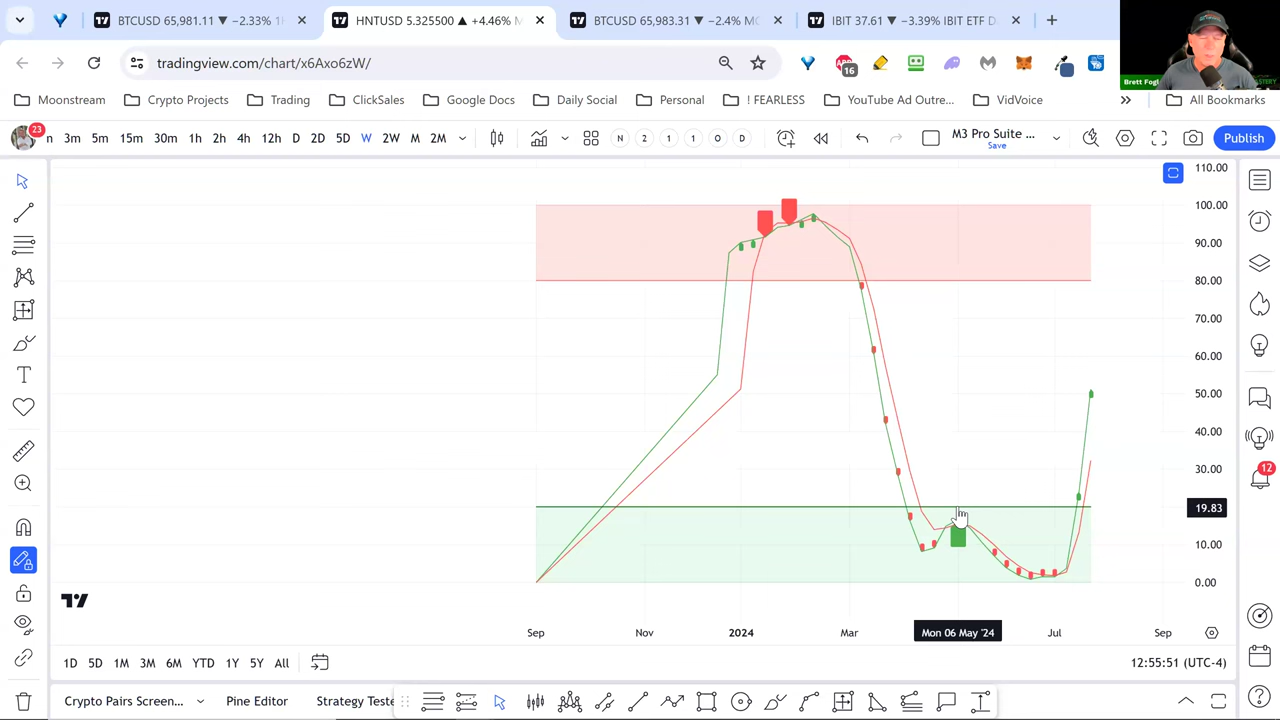 BTCUSD 65,981.11 ▼ −2.33% 1
HNTUSD 5.325500 ▲ +4.46%
BTCUSD 65,983.31 ▼ −2.4% M
IBIT 37.61 ▼ −3.39% IBIT ETF D
tradingview.com/chart/x6Axo6zW/
16
Brett Fogl
Moonstream
Crypto Projects
Trading
ClickSales
Google Docs
Daily Social
Personal
! FEARLESS
YouTube Ad Outre...
VidVoice
All Bookmarks
23
n 3m 5m 15m 30m 1h 2h 4h 12h D 2D 5D W 2W M 2M
N 2 1 1 O D
M3 Pro Suite ...
Save
Publish
110.00
100.00
90.00
80.00
70.00
60.00
50.00
40.00
30.00
12
19.83
10.00
0.00
Sep Nov 2024 Mar Mon 06 May '24 Jul Sep
1D 5D 1M 3M 6M YTD 1Y 5Y All
12:55:51 (UTC-4)
Crypto Pairs Screen...
Pine Editor
Strategy Teste